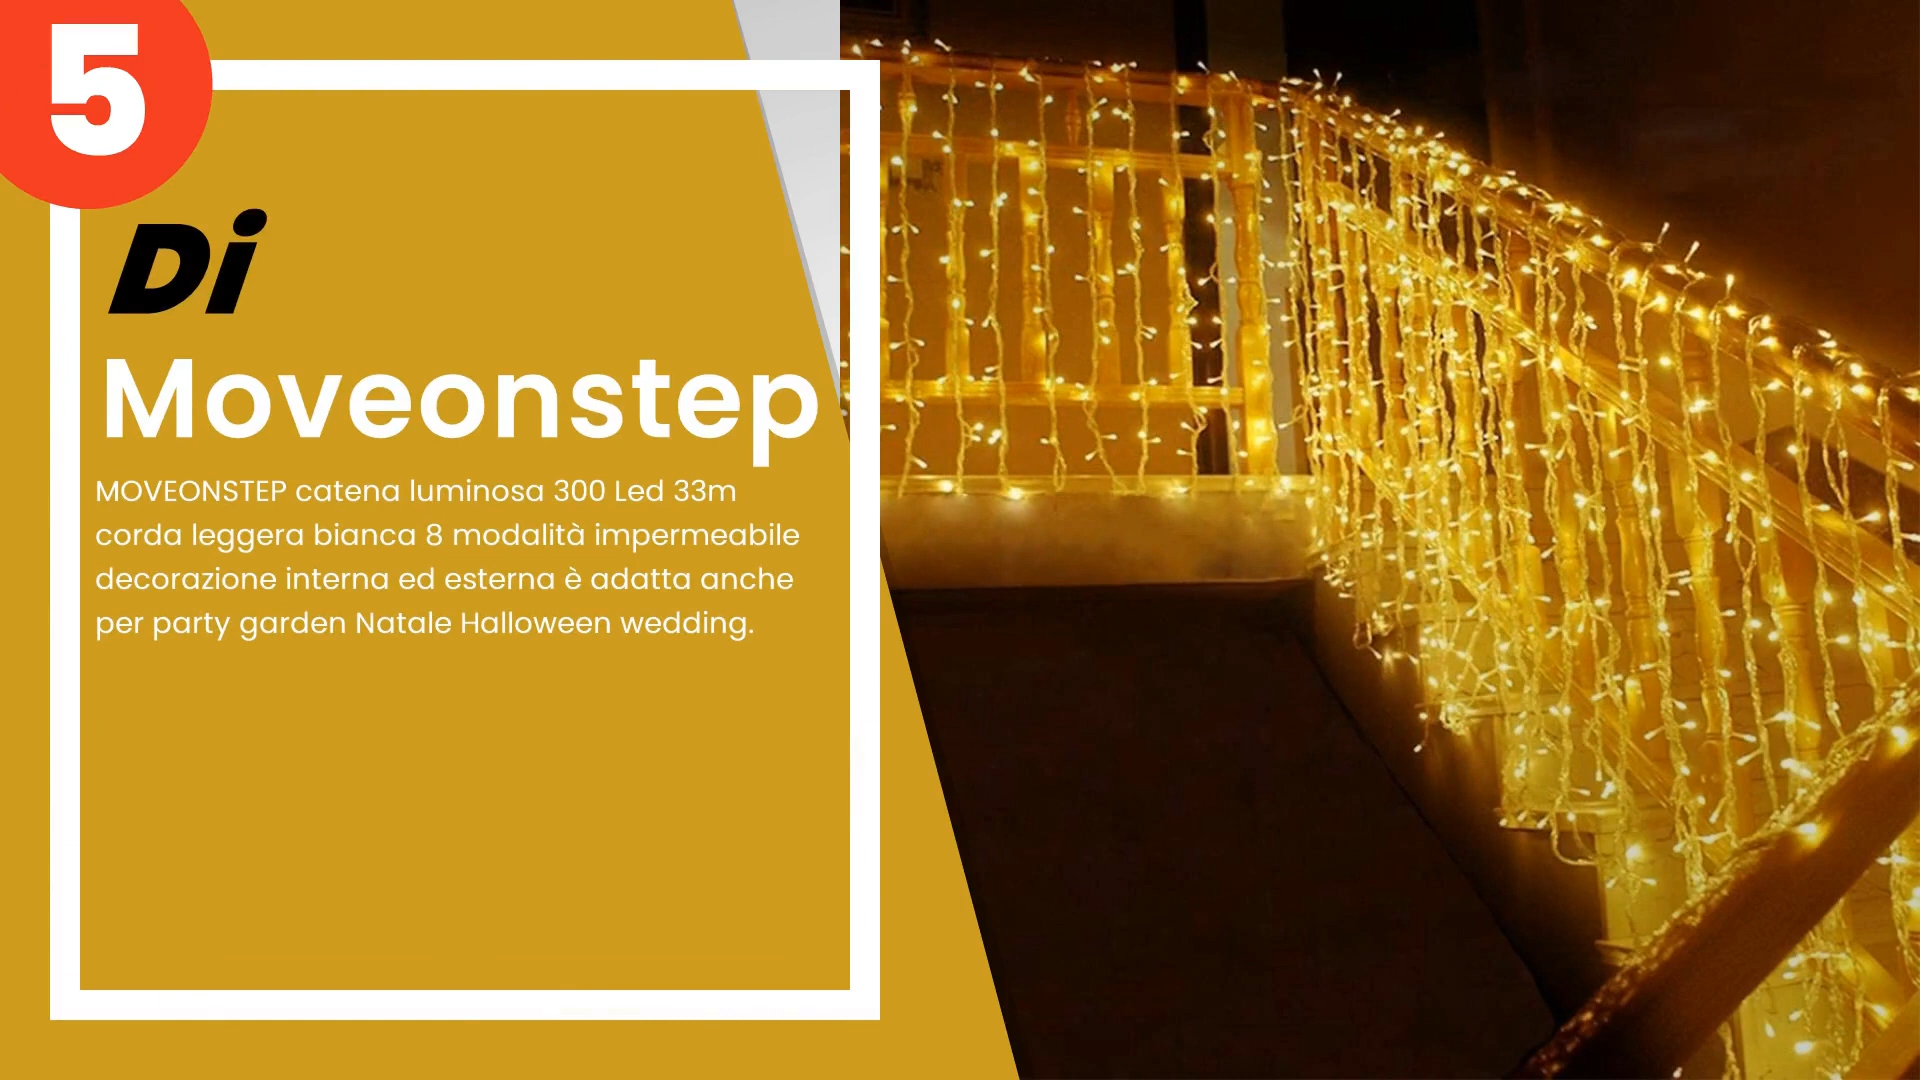 5
Di
Moveonstep
MOVEONSTEP catena luminosa 300 Led 33m
corda leggera bianca 8 modalità impermeabile
decorazione interna ed esterna è adatta anche
per party garden Natale Halloween wedding.